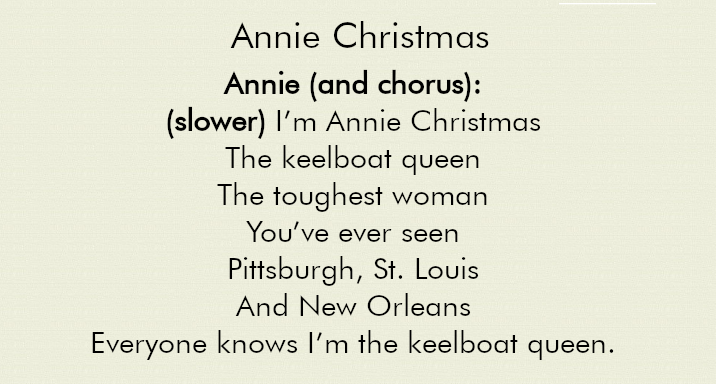 Annie Christmas
Annie (and chorus):
(slower) I’m Annie Christmas
The keelboat queen
The toughest woman
You’ve ever seen
Pittsburgh, St. Louis
And New Orleans
Everyone knows I’m the keelboat queen.